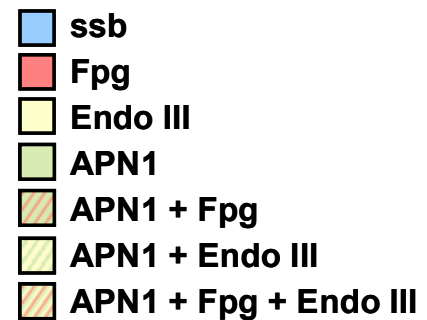 ssb
Fpg
Endo III
APN1
APN1 + Fpg
APN1 + Endo III
APN1 + Fpg + Endo III